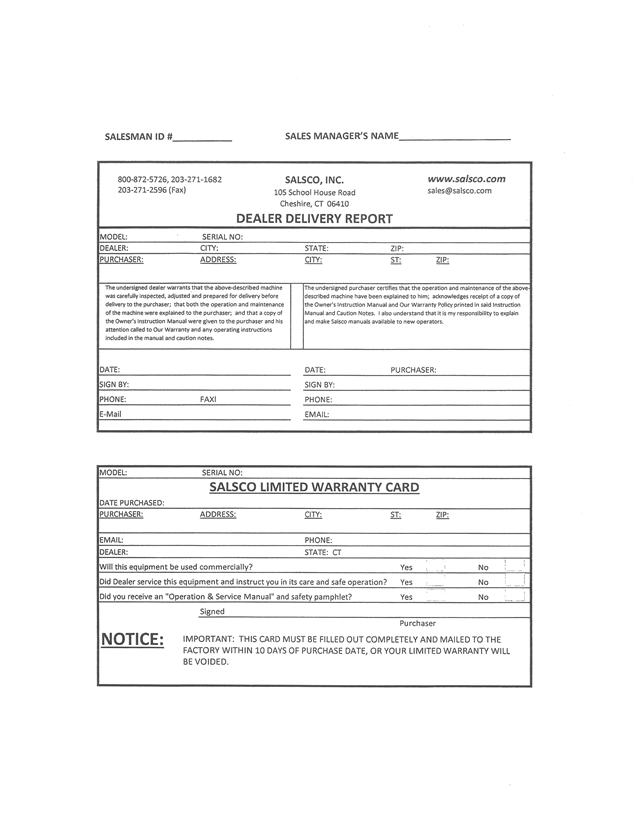 SALESMAN ID #___________ SALES MANAGER'S NAME_____________________
800-872-5726, 203-271-1682 SALSCO, INC. www.salsco.com
203-271-2596 (Fax) 105 School House Road sales@salsco.com
Cheshire, CT 06410
DEALER DELIVERY REPORT
MODEL: SERIAL NO:
DEALER: CITY: STATE: ZIP:
PURCHASER: ADDRESS: CITY: ST: ZIP:
The undersigned dealer warrants that the above-described machine
was carefully inspected, adjusted and prepared for delivery before
delivery to the purchaser; that both the operation and maintenance
of the machine were explained to the purchaser; and that a copy of
the Owner's Instruction Manual were given to the purchaser and his
attention called to Our Warranty and any operating instructions
included in the manual and caution notes.
The undersigned purchaser certifies that the operation and maintenance of the above-
described machine have been explained to him; acknowledges receipt of a copy of
the Owner's Instruction Manual and Our Warranty Policy printed in said Instruction
Manual and Caution Notes. I also understand that it is my responsibility to explain
and make Salsco manuals available to new operators.
DATE: DATE: PURCHASER:
SIGN BY: SIGN BY:
PHONE: FAXI PHONE:
E-Mail EMAIL:
MODEL: SERIAL NO:
SALSCO LIMITED WARRANTY CARD
DATE PURCHASED:
PURCHASER: ADDRESS: CITY: ST: ZIP:
EMAIL: PHONE:
DEALER: STATE: CT
Will this equipment be used commercially? Yes No
Did Dealer service this equipment and instruct you in its care and safe operation? Yes No
Did you receive an "Operation & Service Manual" and safety pamphlet? Yes No
Signed
Purchaser
NOTICE: IMPORTANT: THIS CARD MUST BE FILLED OUT COMPLETELY AND MAILED TO THE
FACTORY WITHIN 10 DAYS OF PURCHASE DATE, OR YOUR LIMITED WARRANTY WILL
BE VOIDED.